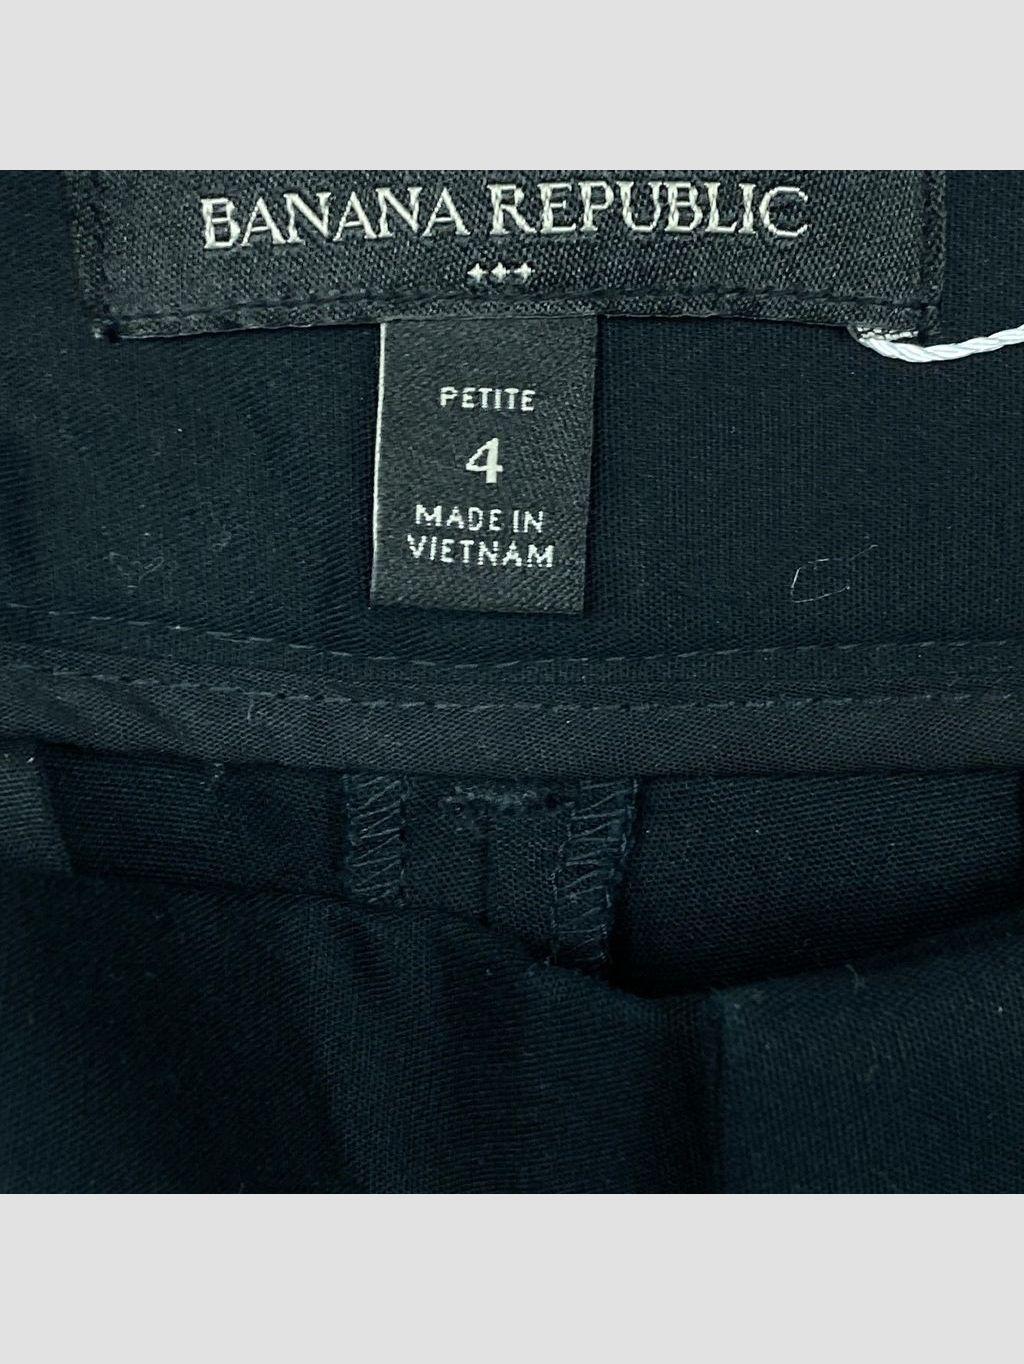 BANANA REPUBLIC
PETITE
4
MADE IN
VIETNAM